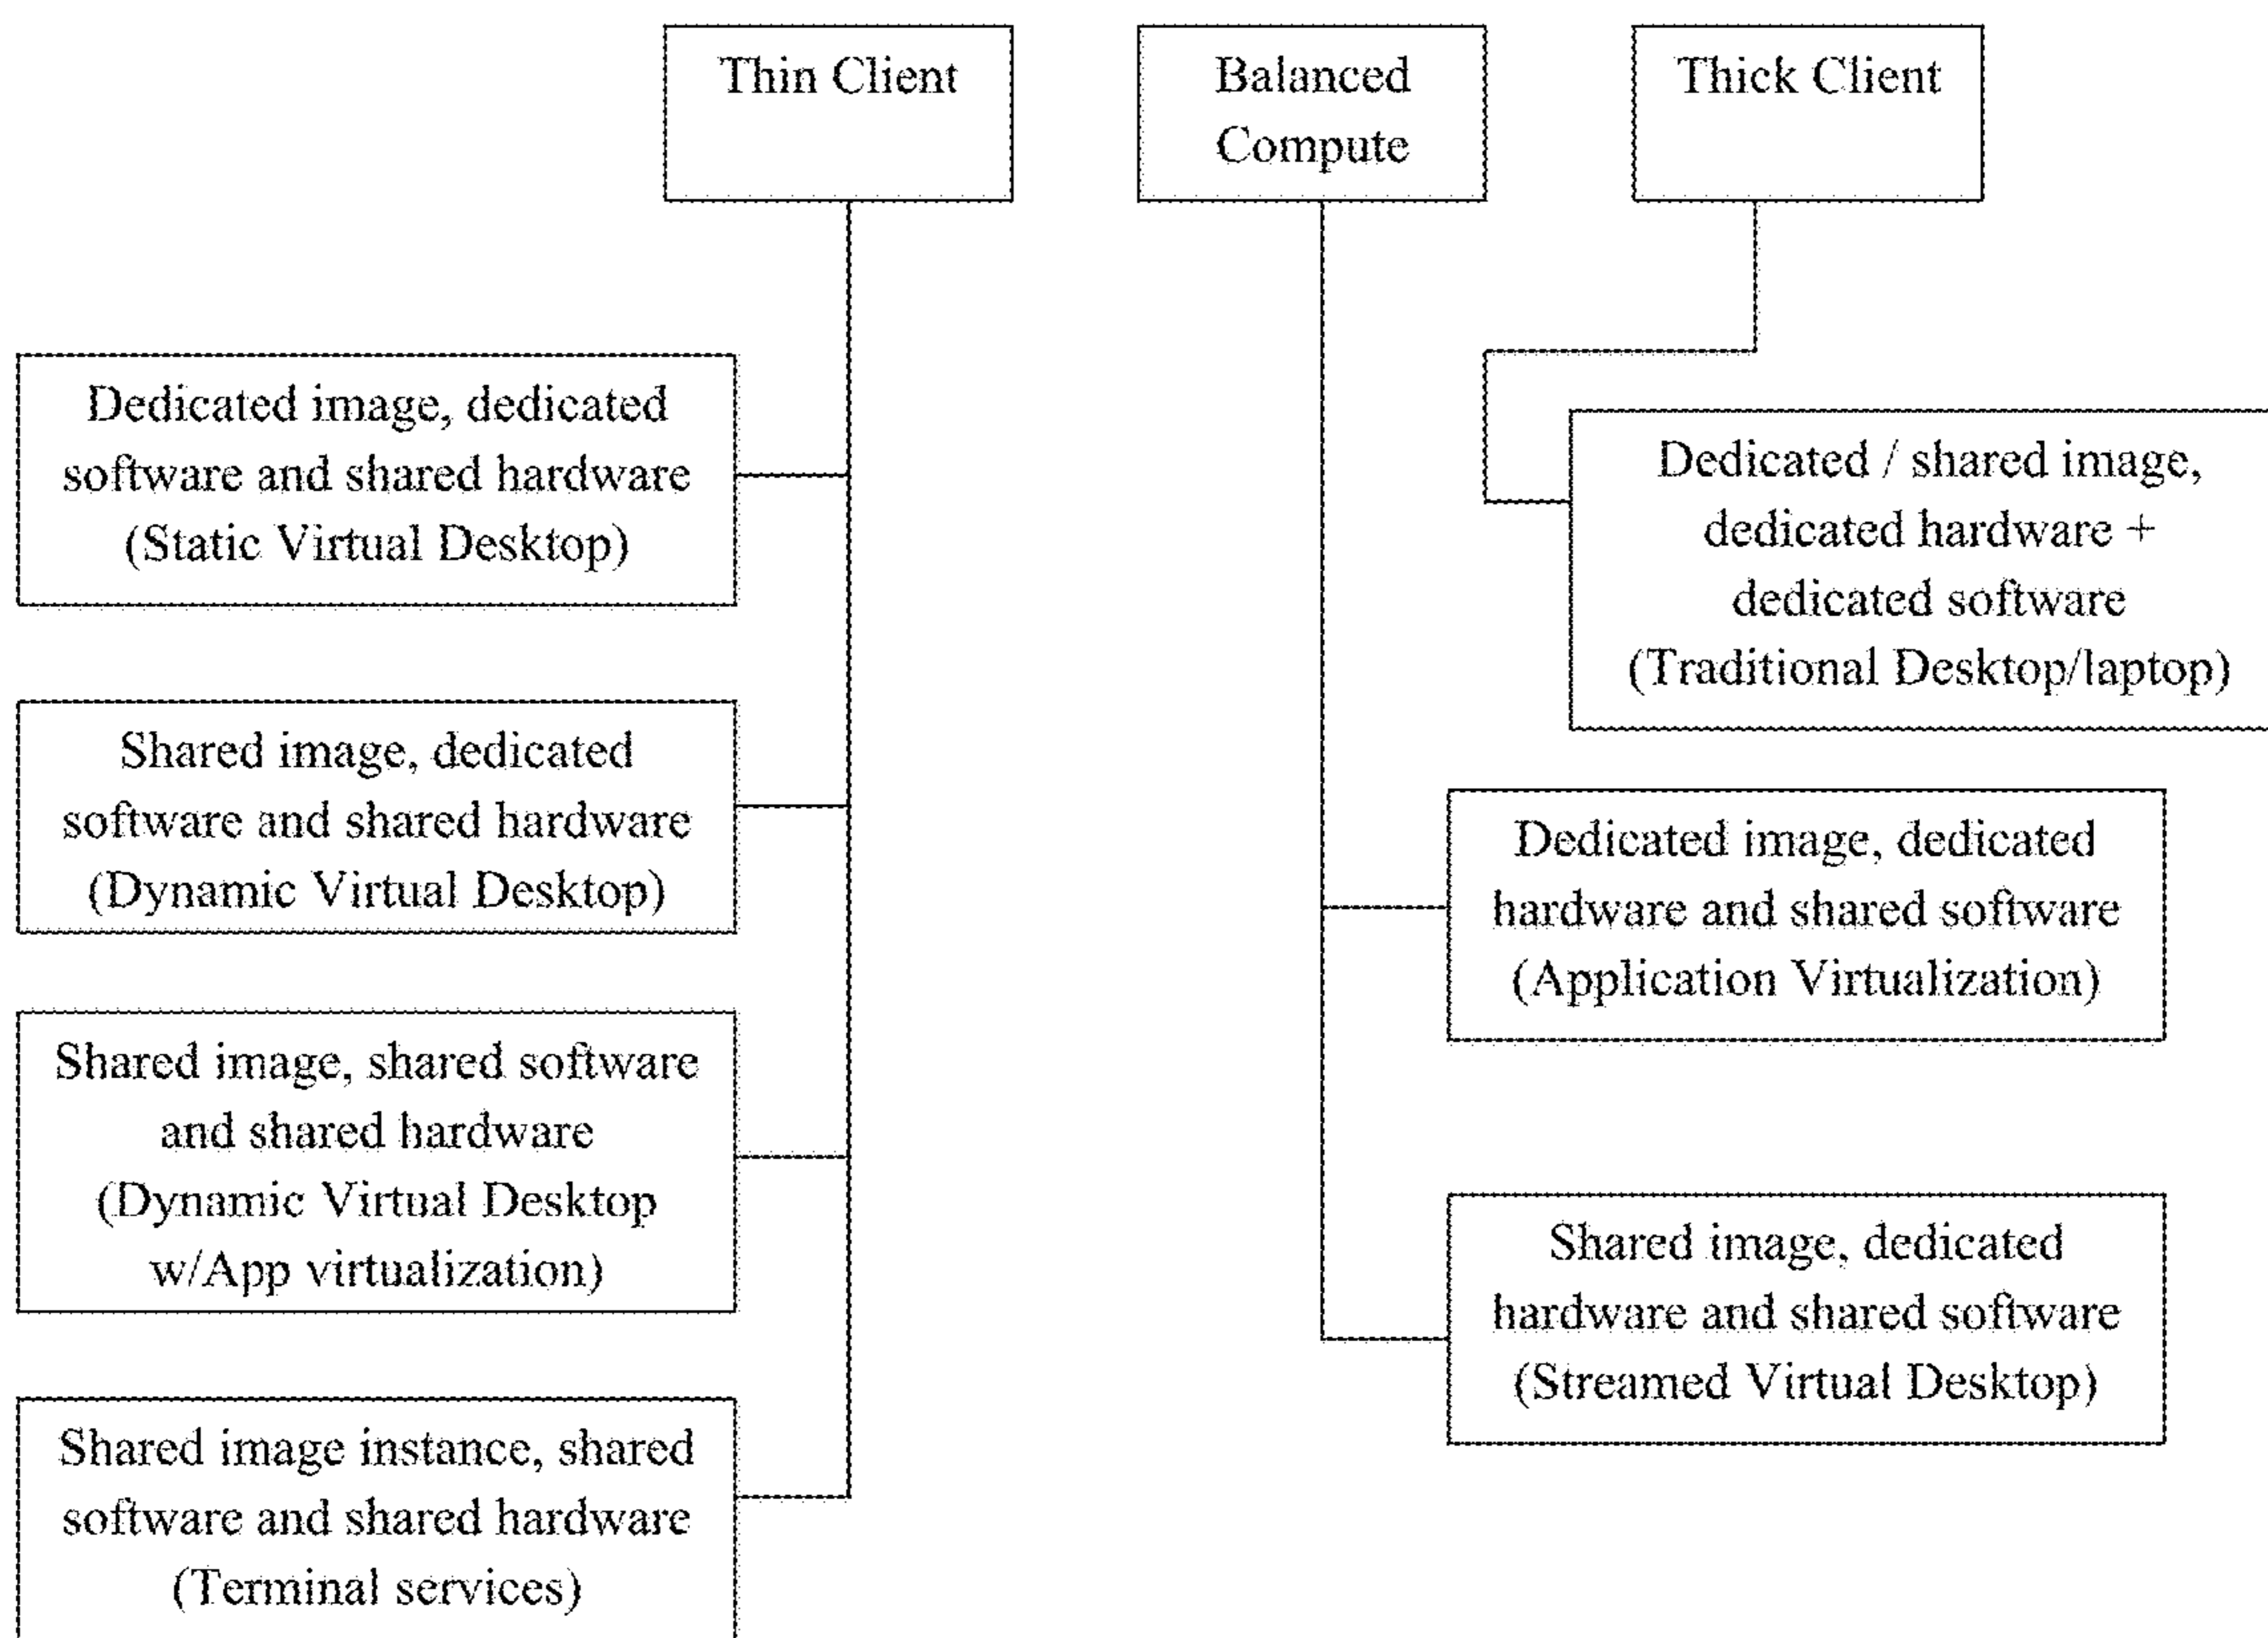 Thin Client
Balanced
Compute
Thick Client
Dedicated image, dedicated
software and shared hardware
(Static Virtual Desktop)
Shared image, dedicated
software and shared hardware
(Dynamic Virtual Desktop)
Shared image, shared software
and shared hardware
(Dynamic Virtual Desktop
w/App virtualization)
Shared image instance, shared
software and shared hardware
(Terminal services)
Dedicated / shared image,
dedicated hardware +
dedicated software
(Traditional Desktop/laptop)
Dedicated image, dedicated
hardware and shared software
(Application Virtualization)
Shared image, dedicated
hardware and shared software
(Streamed Virtual Desktop)